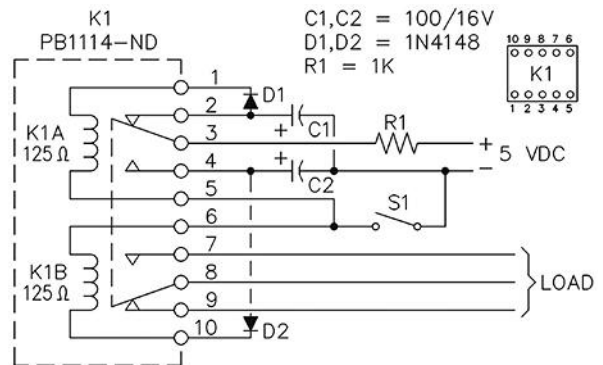 K1
PB1114-ND
C1,C2 = 100/16V
D1,D2 = 1N4148
R1 = 1K
10 9 8 7 6
K1
1 2 3 4 5
1
D1
2
+ C1
K1A
125Ω
3
R1
+
5 VDC
-
4
+
C2
5
S1
6
7
K1B
125Ω
8
LOAD
9
10
D2